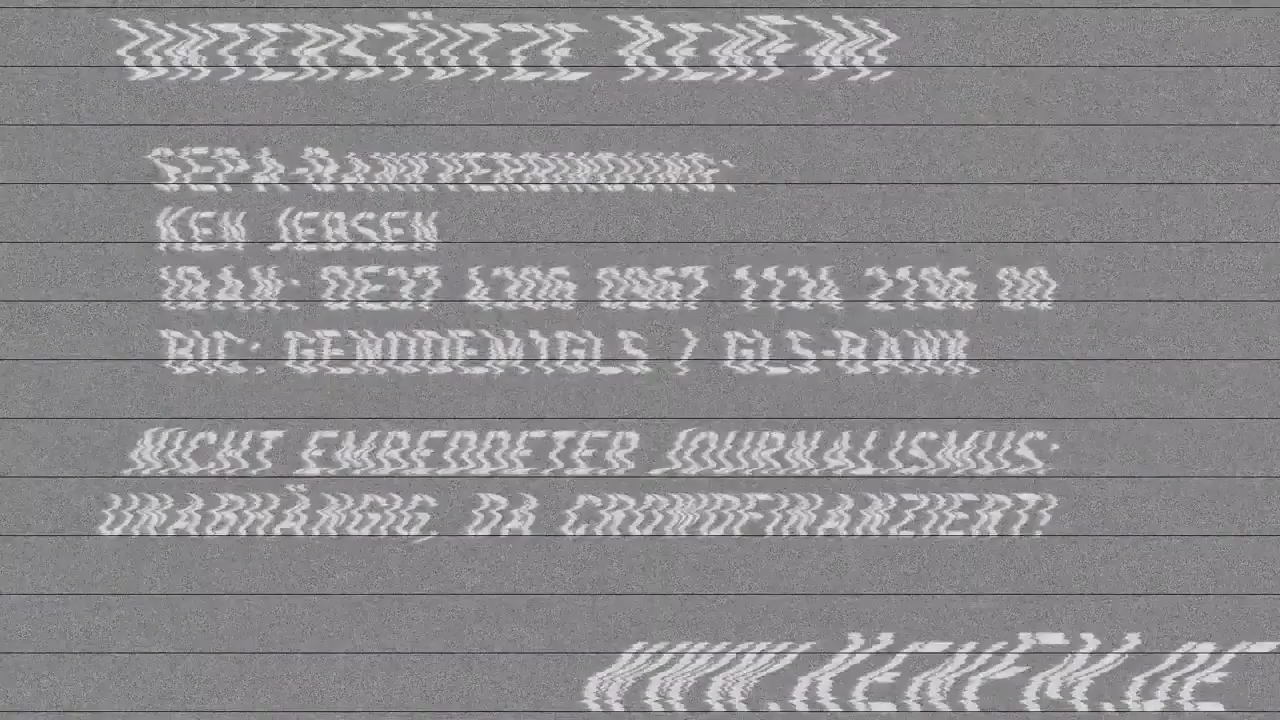 UNTERSTÜTZE KENFM!
SEPA-BANKVERBINDUNG:
KEN JEBSEN
IBAN:
BIC: GENODEM1GLS / GLS-BANK
NICHT EMBEDDETER JOURNALISMUS:
UNABHÄNGIG, DA CROWDFINANZIERT!
WWW.KENFM.DE